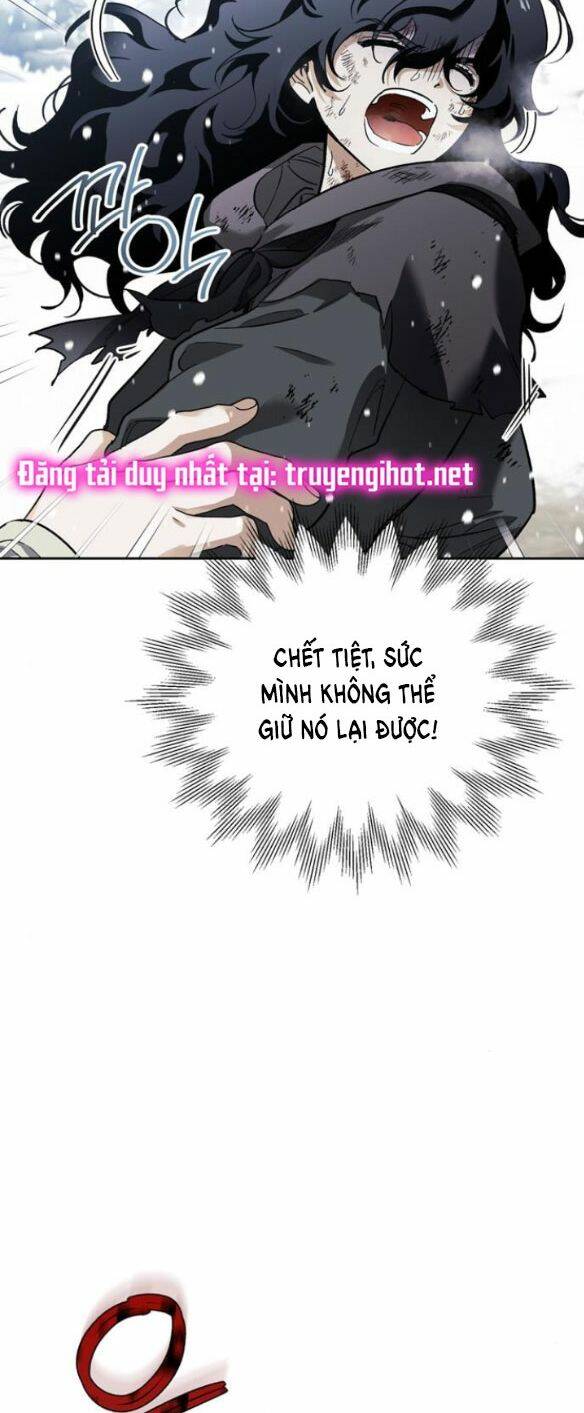 꽈악
Đăng tải duy nhất tại: truyengihot.net
CHẾT TIỆT, SỨC
MÌNH KHÔNG THỂ
GIỮ NÓ LẠI ĐƯỢC!